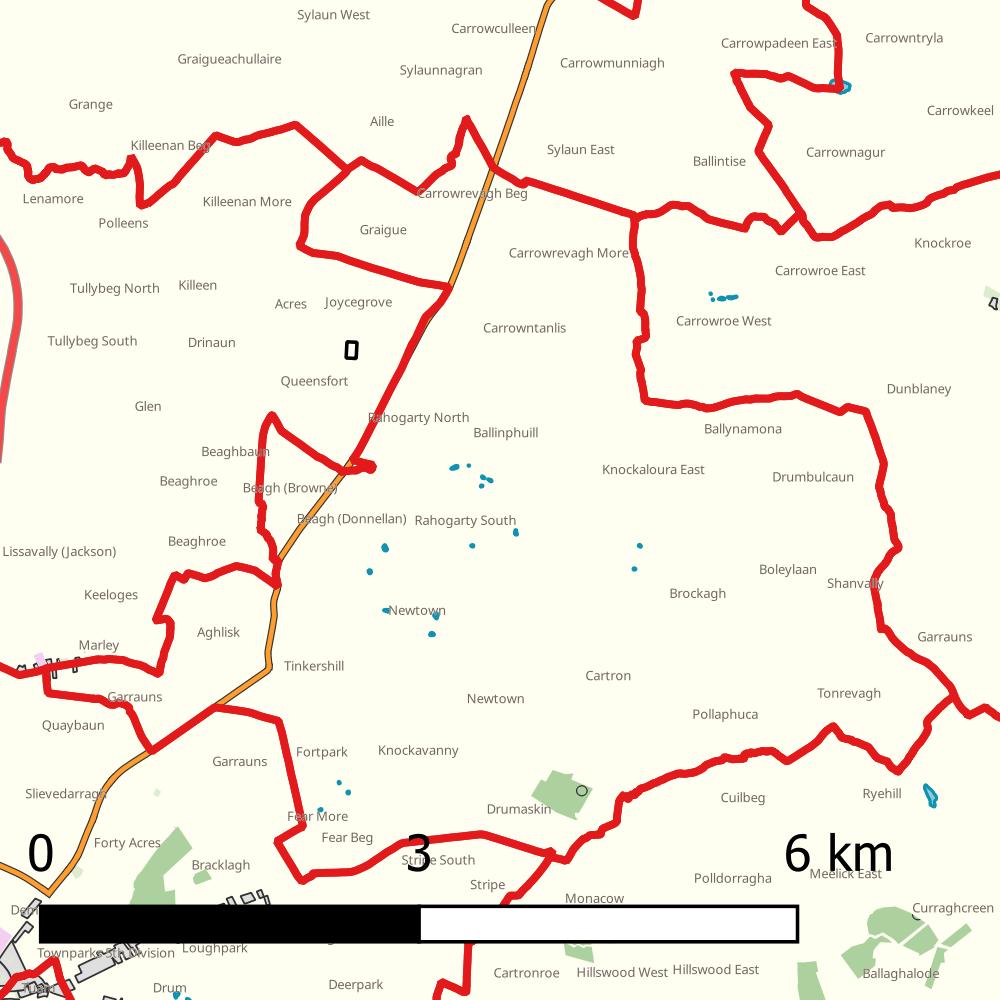 Sylaun West
Carrowculleen
Carrowntryla
Carrowpadeen East
Graigueachullaire
Carrowmunniagh
Sylaunnagran
Grange
Carrowkeel
Aille
Killeenan Beg
Sylaun East
Carrownagur
Ballintise
Carrowrevagh Beg
Lenamore
Killeenan More
Polleens
Graigue
Knockroe
Carrowrevagh More
Carrowroe East
Tullybeg North
Killeen
Acres
Joycegrove
Carrowroe West
Carrowntanlis
Tullybeg South
Drinaun
Queensfort
Dunblaney
Glen
Rahogarty North
Ballinphuill
Ballynamona
Beaghbaun
Knockaloura East
Drumbulcaun
Beaghroe
Beagh (Browne)
Beagh (Donnellan)
Rahogarty South
Beaghroe
Lissavally (Jackson)
Boleylaan
Shanvally
Keeloges
Brockagh
Newtown
Aghlisk
Garrauns
Marley
Tinkershill
Cartron
Garrauns
Newtown
Tonrevagh
Quaybaun
Pollaphuca
Fortpark
Knockavanny
Garrauns
Slievedarragh
Cuilbeg
Ryehill
Drumaskin
Fear More
Fear Beg
Forty Acres
0 3 6 km
Stripe South
Bracklagh
Meelick East
Polldorragha
Stripe
Monacow
Curraghcreen
Loughpark
Townparks 5th Division
Cartronroe
Hillswood West
Hillswood East
Ballaghalode
Deerpark
Drum
Tuam